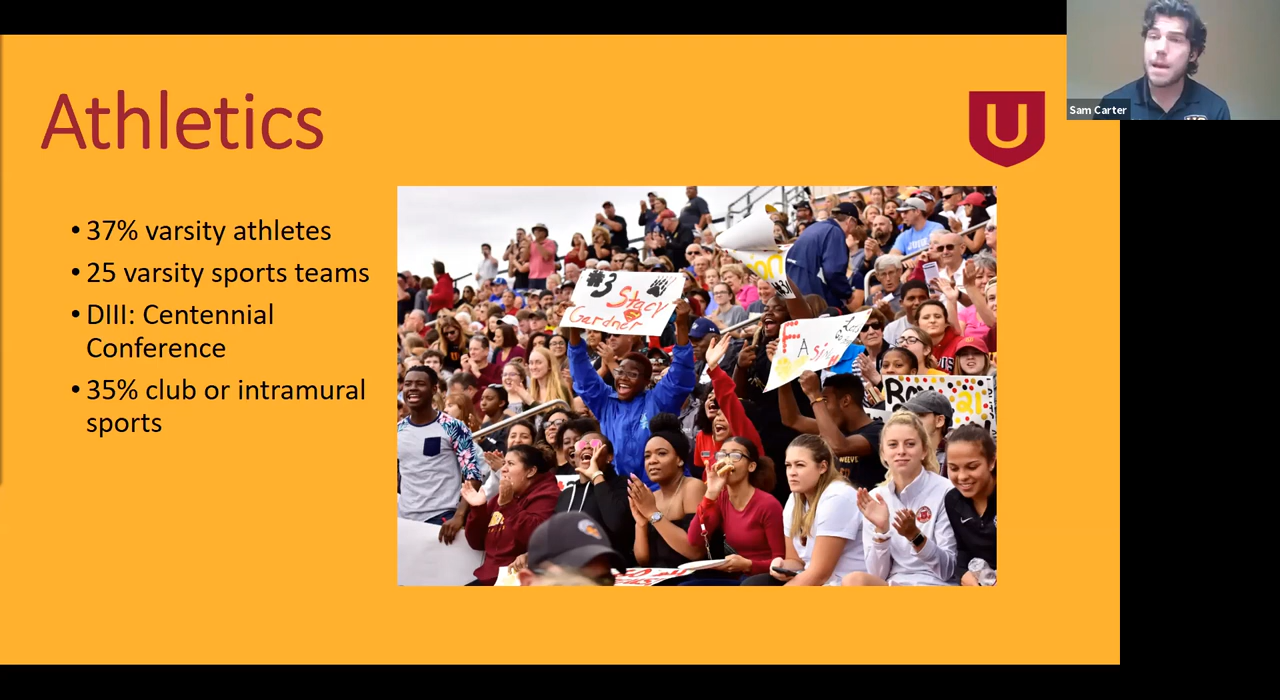 Athletics
U
Sam Carter
• 37% varsity athletes
• 25 varsity sports teams
• DIII: Centennial
Conference
• 35% club or intramural
sports
#3
Stacy
Gardner
#3